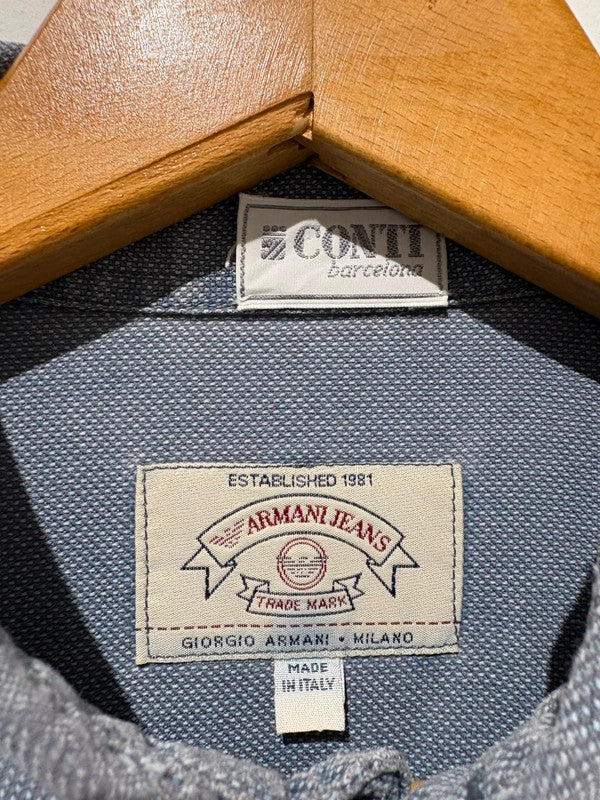 CONTI
barcelona
ESTABLISHED 1981
ARMANI JEANS
TRADE MARK
GIORGIO ARMANI • MILANO
MADE
IN ITALY